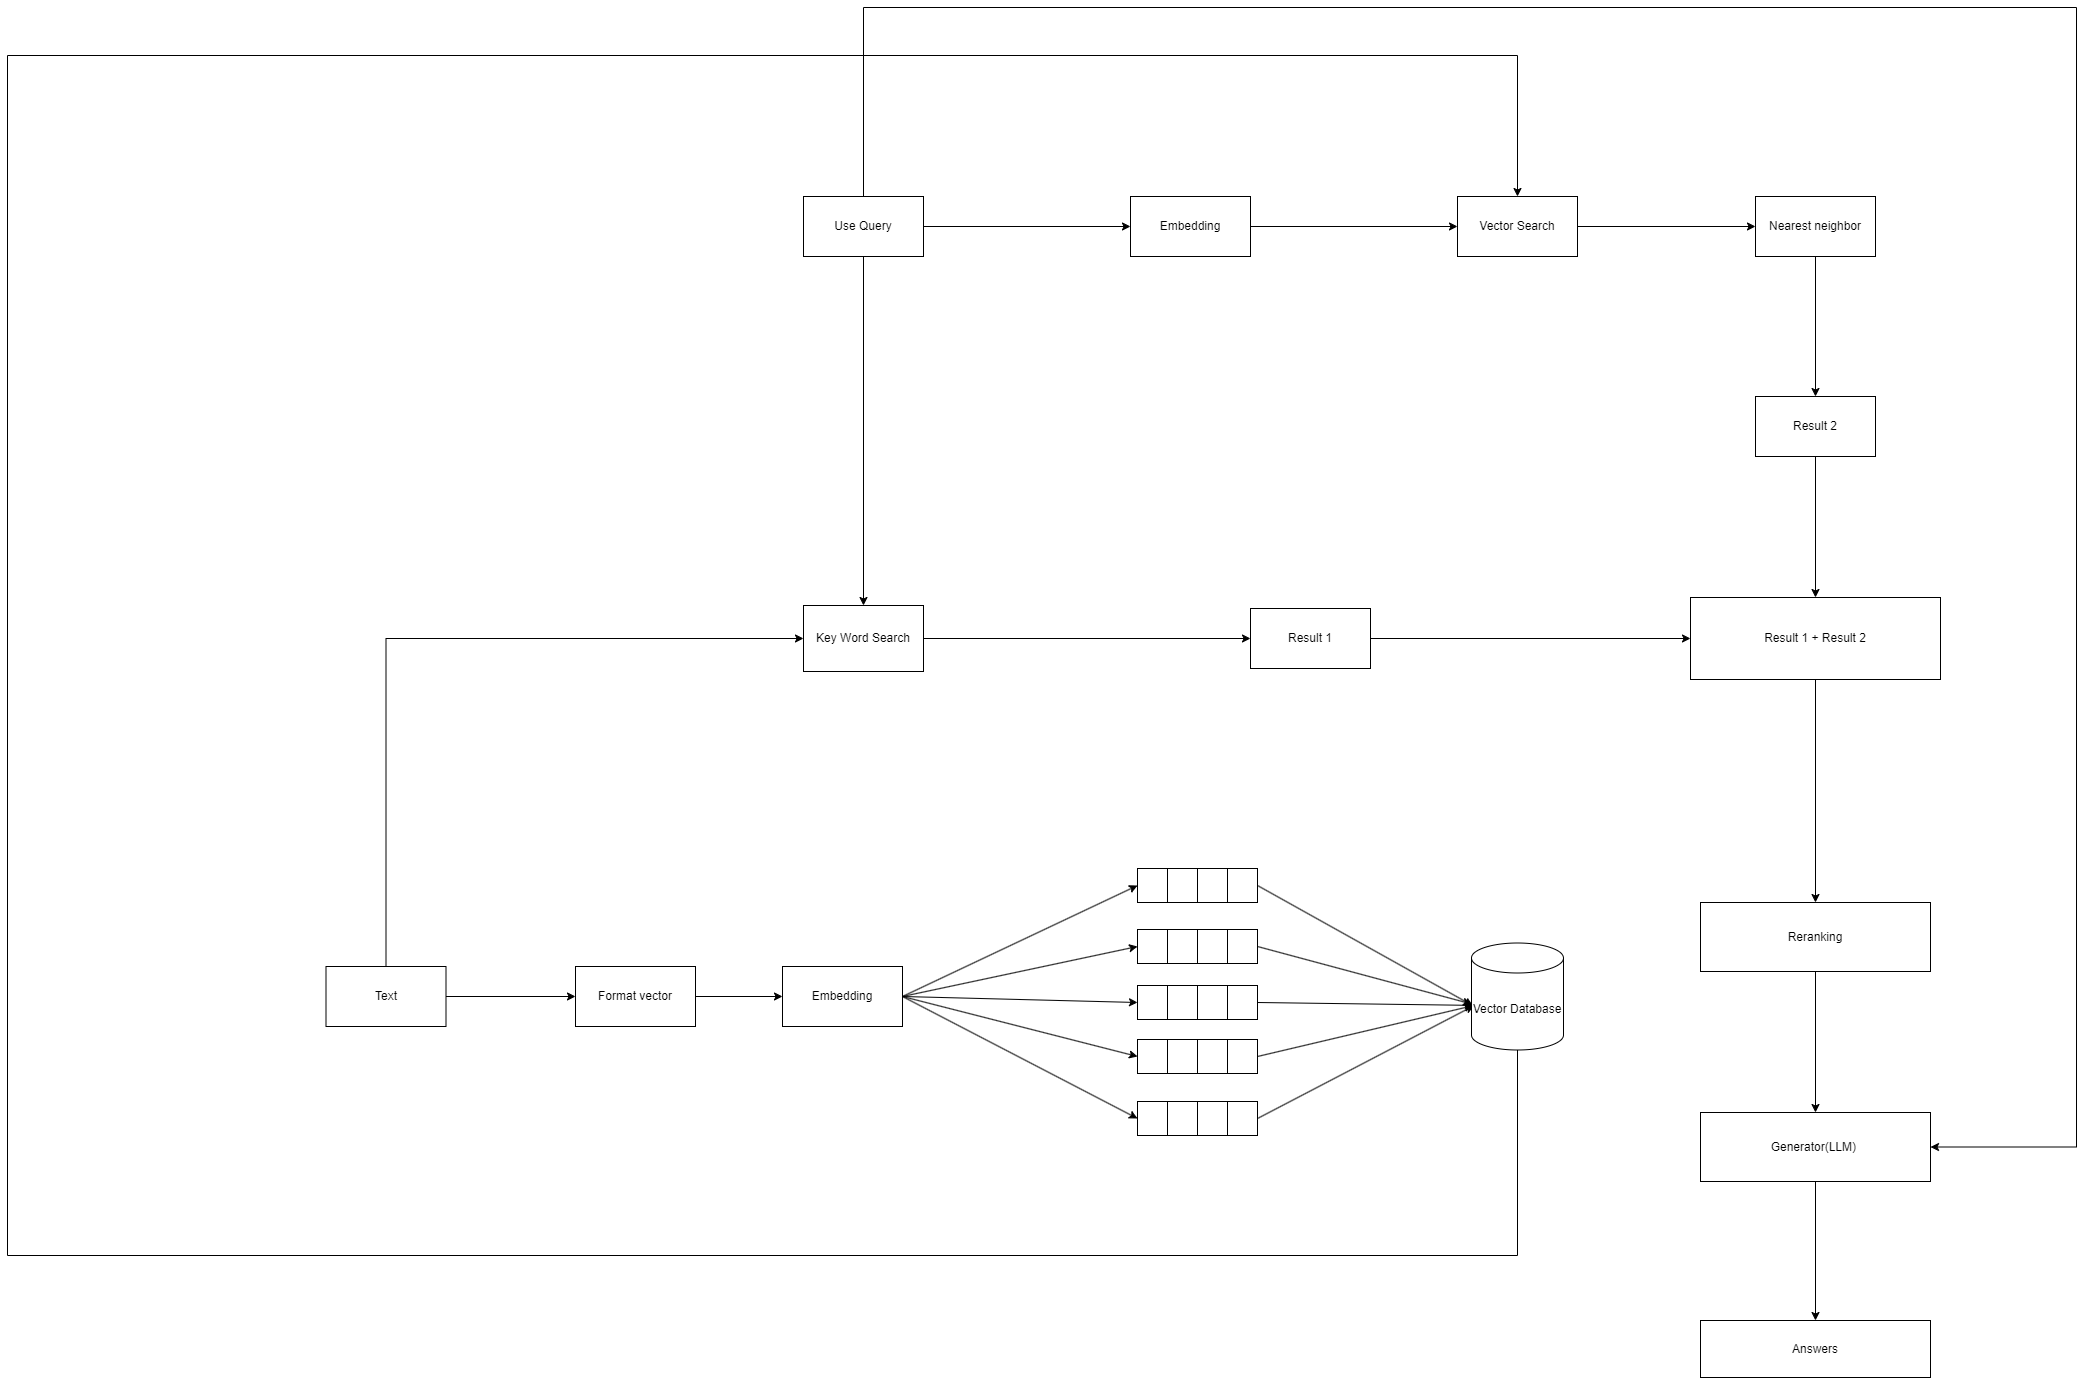 Use Query
Embedding
Vector Search
Nearest neighbor
Result 2
Key Word Search
Result 1
Result 1 + Result 2
Reranking
Text
Format vector
Embedding
Vector Database
Generator(LLM)
Answers